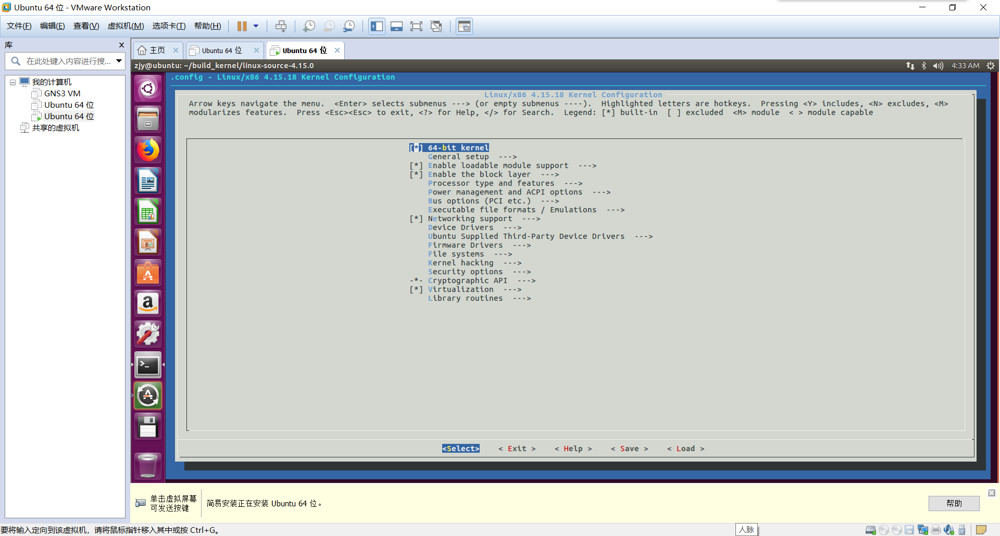 Ubuntu 64 位 - VMware Workstation
文件(F) 编辑(E) 查看(V) 虚拟机(M) 选项卡(T) 帮助(H)
库
在此处键入内容进行搜...
我的计算机
GNS3 VM
Ubuntu 64 位
Ubuntu 64 位
共享的虚拟机
主页 Ubuntu 64 位 Ubuntu 64 位
zjy@ubuntu: ~/build_kernel/linux-source-4.15.0 4:33 AM
.config - Linux/x86 4.15.18 Kernel Configuration
Linux/x86 4.15.18 Kernel Configuration
Arrow keys navigate the menu.  <Enter> selects submenus ---> (or empty submenus ----).  Highlighted letters are hotkeys.  Pressing <Y> includes, <N> excludes, <M>
modularizes features.  Press <Esc><Esc> to exit, <?> for Help, </> for Search.  Legend: [*] built-in  [ ] excluded  <M> module  < > module capable
[*] 64-bit kernel
General setup  --->
[*] Enable loadable module support  --->
[*] Enable the block layer  --->
Processor type and features  --->
Power management and ACPI options  --->
Bus options (PCI etc.)  --->
Executable file formats / Emulations  --->
[*] Networking support  --->
Device Drivers  --->
Ubuntu Supplied Third-Party Device Drivers  --->
Firmware Drivers  --->
File systems  --->
Kernel hacking  --->
Security options  --->
-*- Cryptographic API  --->
[*] Virtualization  --->
Library routines  --->
<Select>    < Exit >    < Help >    < Save >    < Load >
单击虚拟屏幕
可发送按键
简易安装正在安装 Ubuntu 64 位。
帮助
要将输入定向到该虚拟机，请将鼠标指针移入其中或按 Ctrl+G。
人脉